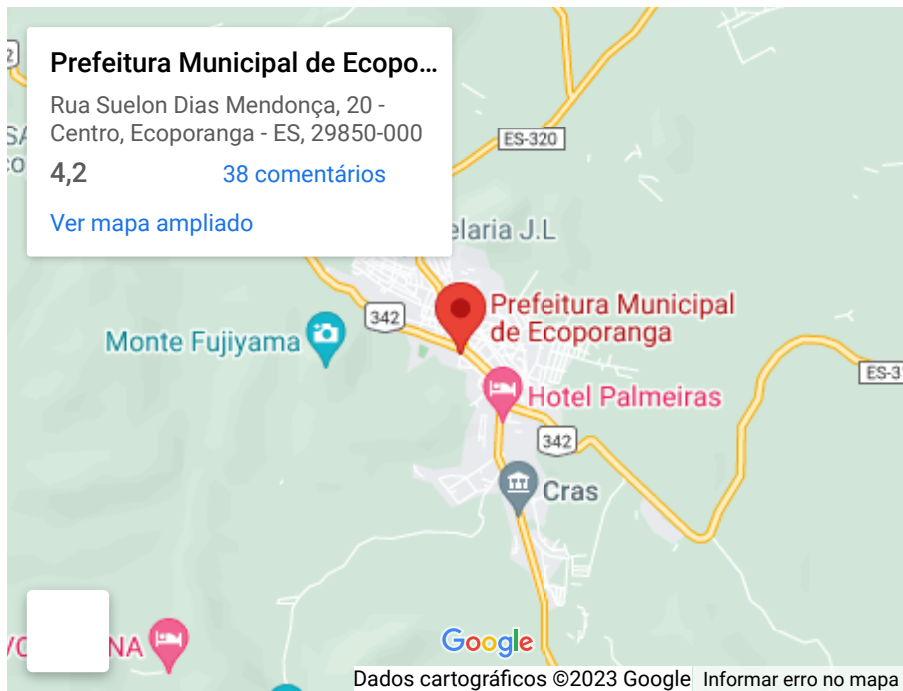 Prefeitura Municipal de Ecopo...
Rua Suelon Dias Mendonça, 20 -
Centro, Ecoporanga - ES, 29850-000
4,2 38 comentários
Ver mapa ampliado
ES-320
elaria J.L
342
Prefeitura Municipal
de Ecoporanga
Monte Fujiyama
ES-3
Hotel Palmeiras
342
Cras
NA
Google
Dados cartográficos ©2023 Google
Informar erro no mapa